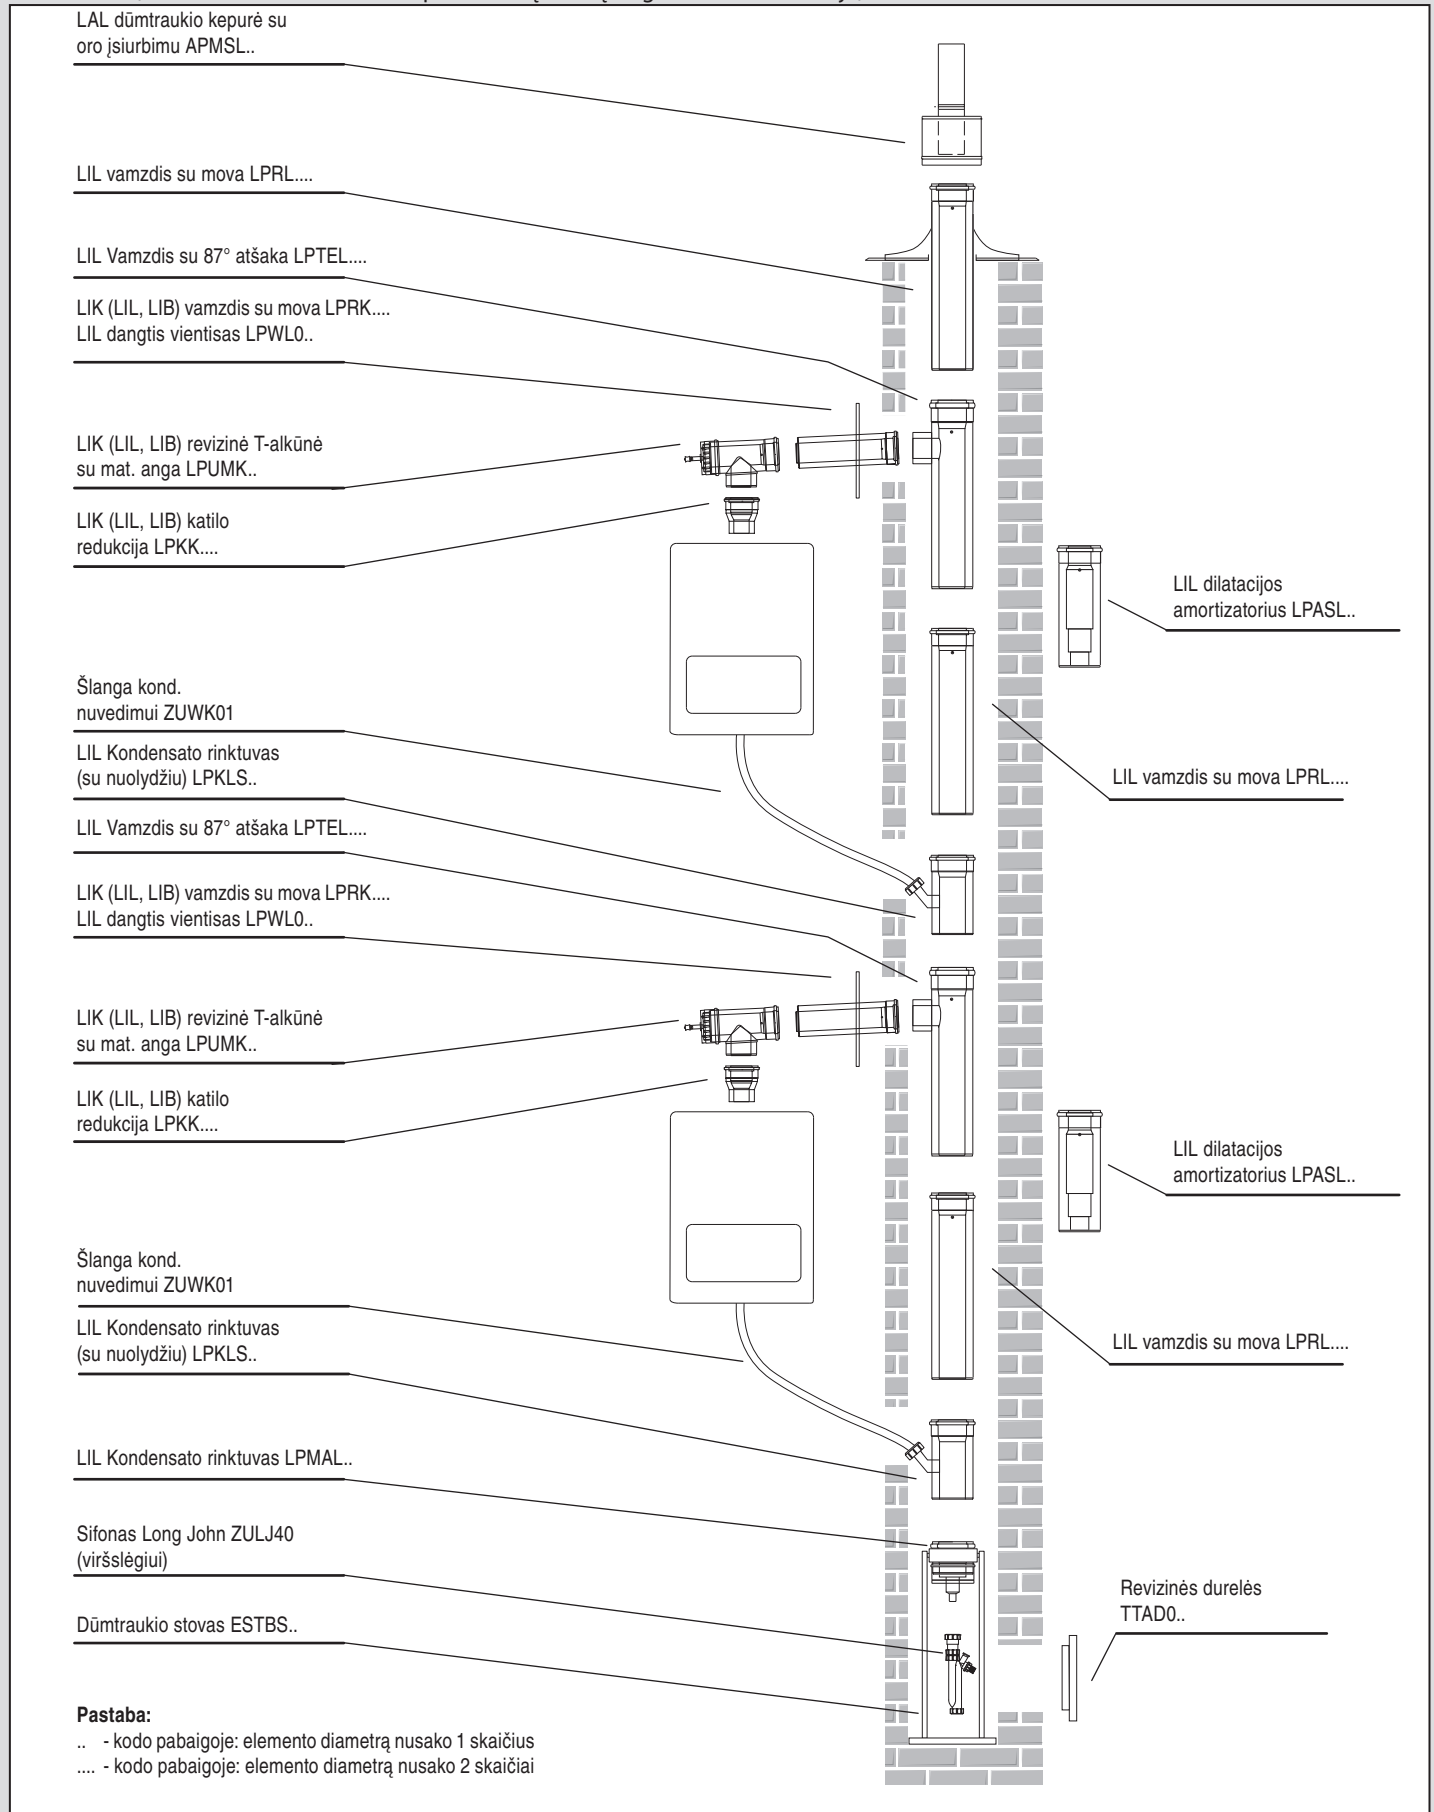 LAL dūmtraukio kepurė su
oro įsiurbimu APMSL..
LIL vamzdis su mova LPRL....
LIL Vamzdis su 87° atšaka LPTEL....
LIK (LIL, LIB) vamzdis su mova LPRK....
LIL dangtis vientisas LPWL0..
LIK (LIL, LIB) revizinė T-alkūnė
su mat. anga LPUMK..
LIK (LIL, LIB) katilo
redukcija LPKK....
LIL dilatacijos
amortizatorius LPASL..
Šlanga kond.
nuvedimui ZUWK01
LIL Kondensato rinktuvas
(su nuolydžiu) LPKLS..
LIL vamzdis su mova LPRL....
LIL Vamzdis su 87° atšaka LPTEL....
LIK (LIL, LIB) vamzdis su mova LPRK....
LIL dangtis vientisas LPWL0..
LIK (LIL, LIB) revizinė T-alkūnė
su mat. anga LPUMK..
LIK (LIL, LIB) katilo
redukcija LPKK....
LIL dilatacijos
amortizatorius LPASL..
Šlanga kond.
nuvedimui ZUWK01
LIL Kondensato rinktuvas
(su nuolydžiu) LPKLS..
LIL vamzdis su mova LPRL....
LIL Kondensato rinktuvas LPMAL..
Sifonas Long John ZULJ40
(viršslėgiui)
Revizinės durelės
TTAD0..
Dūmtraukio stovas ESTBS..
Pastaba:
.. - kodo pabaigoje: elemento diametrą nusako 1 skaičius
.... - kodo pabaigoje: elemento diametrą nusako 2 skaičiai